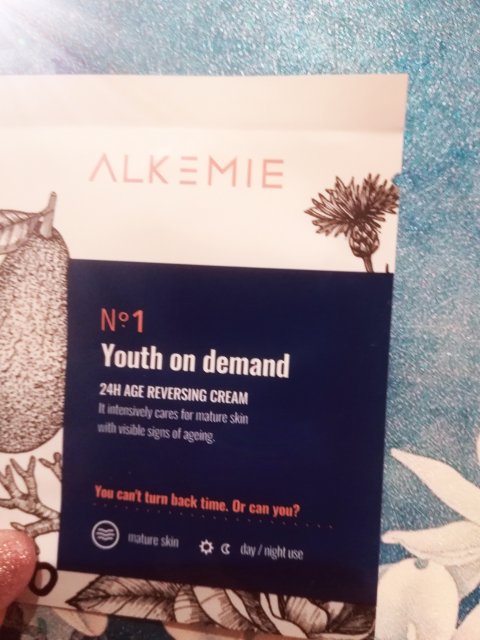 ALKEMIE
Nº1
Youth on demand
24H AGE REVERSING CREAM
It intensively cares for mature skin
with visible signs of ageing.
You can't turn back time. Or can you?
mature skin
day / night use